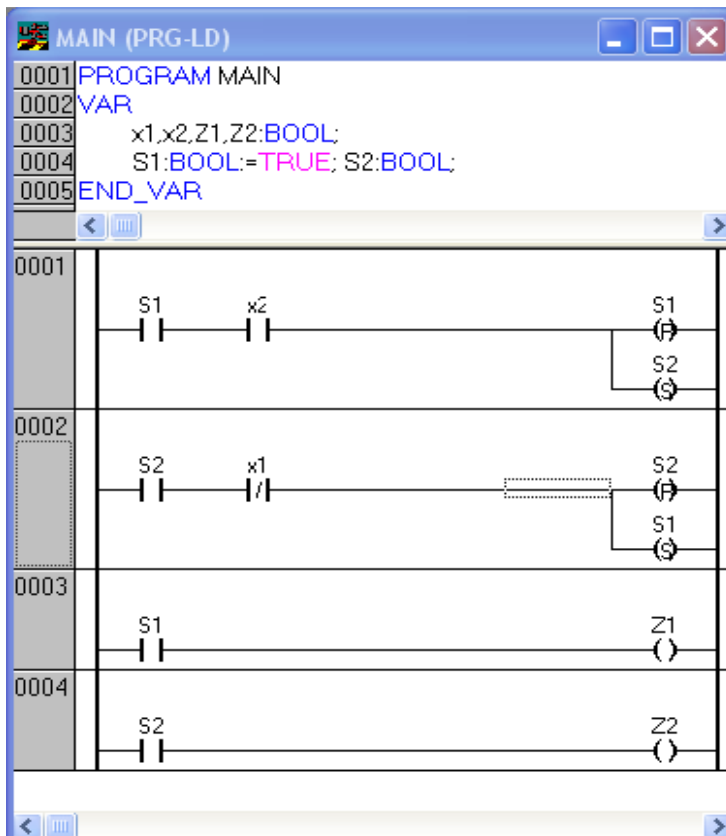 MAIN (PRG-LD)
0001 PROGRAM MAIN
0002 VAR
0003 x1,x2,Z1,Z2:BOOL;
0004 S1:BOOL:=TRUE; S2:BOOL;
0005 END_VAR
0001
S1 x2 S1
(R)
S2
(S)
0002
S2 x1 S2
/ (R)
S1
(S)
0003
S1 Z1
( )
0004
S2 Z2
( )